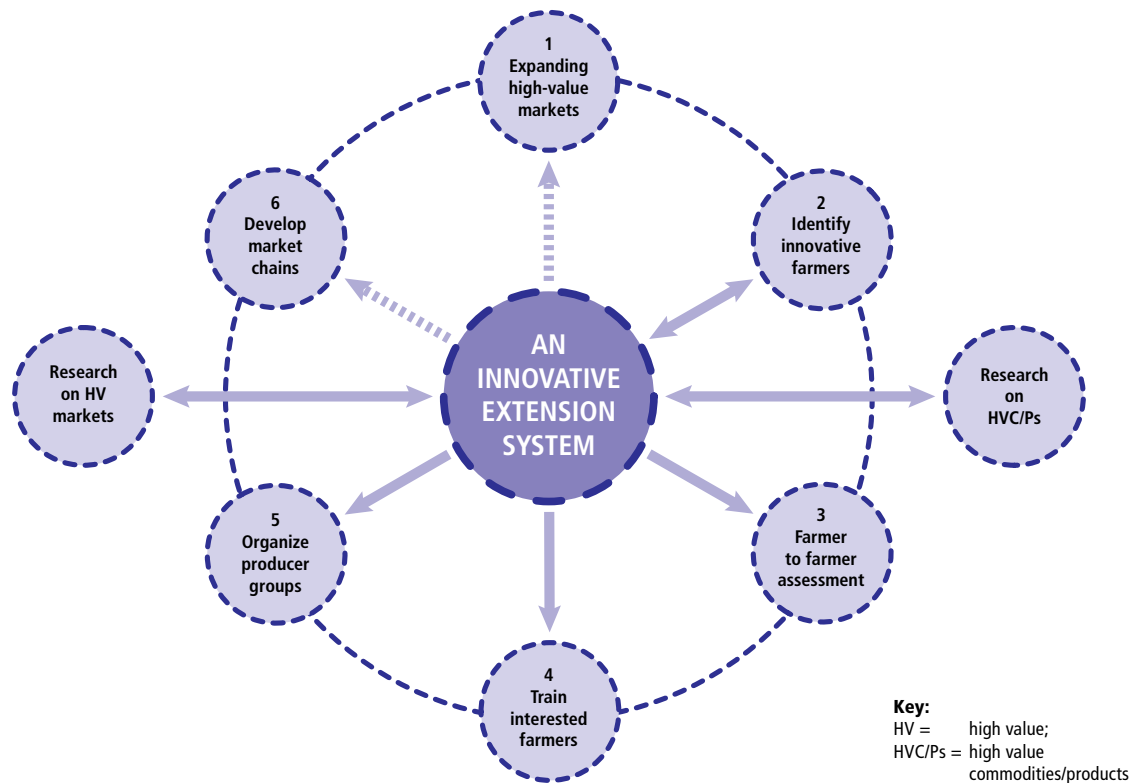 1
Expanding
high-value
markets
2
Identify
innovative
farmers
6
Develop
market
chains
AN
INNOVATIVE
EXTENSION
SYSTEM
Research
on HV
markets
Research
on
HVC/Ps
5
Organize
producer
groups
3
Farmer
to farmer
assessment
4
Train
interested
farmers
Key:
HV = high value;
HVC/Ps = high value
commodities/products